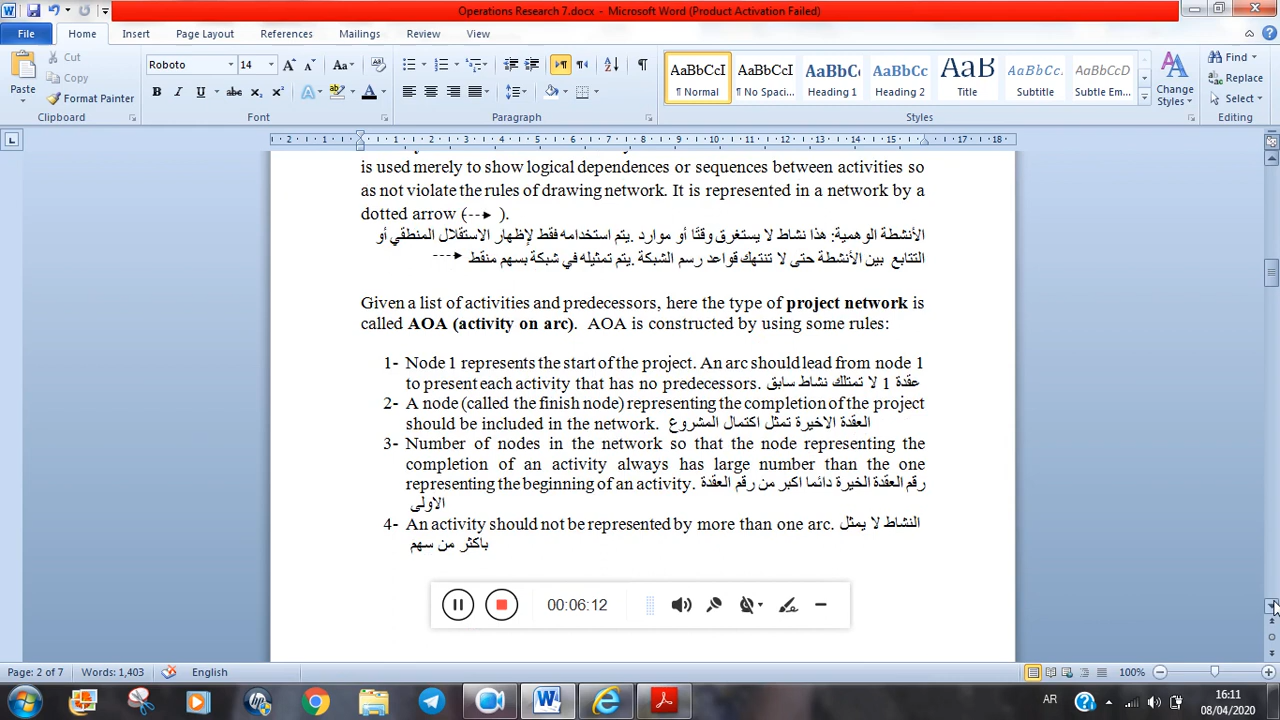 Operations Research 7.docx - Microsoft Word (Product Activation Failed)
File Home Insert Page Layout References Mailings Review View
Paste
Cut
Copy
Format Painter
Clipboard
Roboto 14
Font
Paragraph
AaBbCcI AaBbCcI AaBbCc AaBbCc AaB AaBbCc. AaBbCcD
¶ Normal ¶ No Spaci... Heading 1 Heading 2 Title Subtitle Subtle Em...
Change Styles
Styles
Find
Replace
Select
Editing
is used merely to show logical dependences or sequences between activities so
as not violate the rules of drawing network. It is represented in a network by a
dotted arrow ( ).
الأنشطة الوهمية: هذا نشاط لا يستغرق وقتًا أو موارد .يتم استخدامه فقط لإظهار الاستقلال المنطقي أو
التتابع بين الأنشطة حتى لا تنتهك قواعد رسم الشبكة .يتم تمثيله في شبكة بسهم منقط
Given a list of activities and predecessors, here the type of project network is
called AOA (activity on arc). AOA is constructed by using some rules:
1- Node 1 represents the start of the project. An arc should lead from node 1
to present each activity that has no predecessors. عقدة 1 لا تمتلك نشاط سابق
2- A node (called the finish node) representing the completion of the project
should be included in the network. العقدة الاخيرة تمثل اكتمال المشروع
3- Number of nodes in the network so that the node representing the
completion of an activity always has large number than the one
representing the beginning of an activity. رقم العقدة الخيرة دائما اكبر من رقم العقدة
الاولى
4- An activity should not be represented by more than one arc. النشاط لا يمثل
باكثر من سهم
00:06:12
Page: 2 of 7 Words: 1,403 English 100%
AR 16:11
08/04/2020